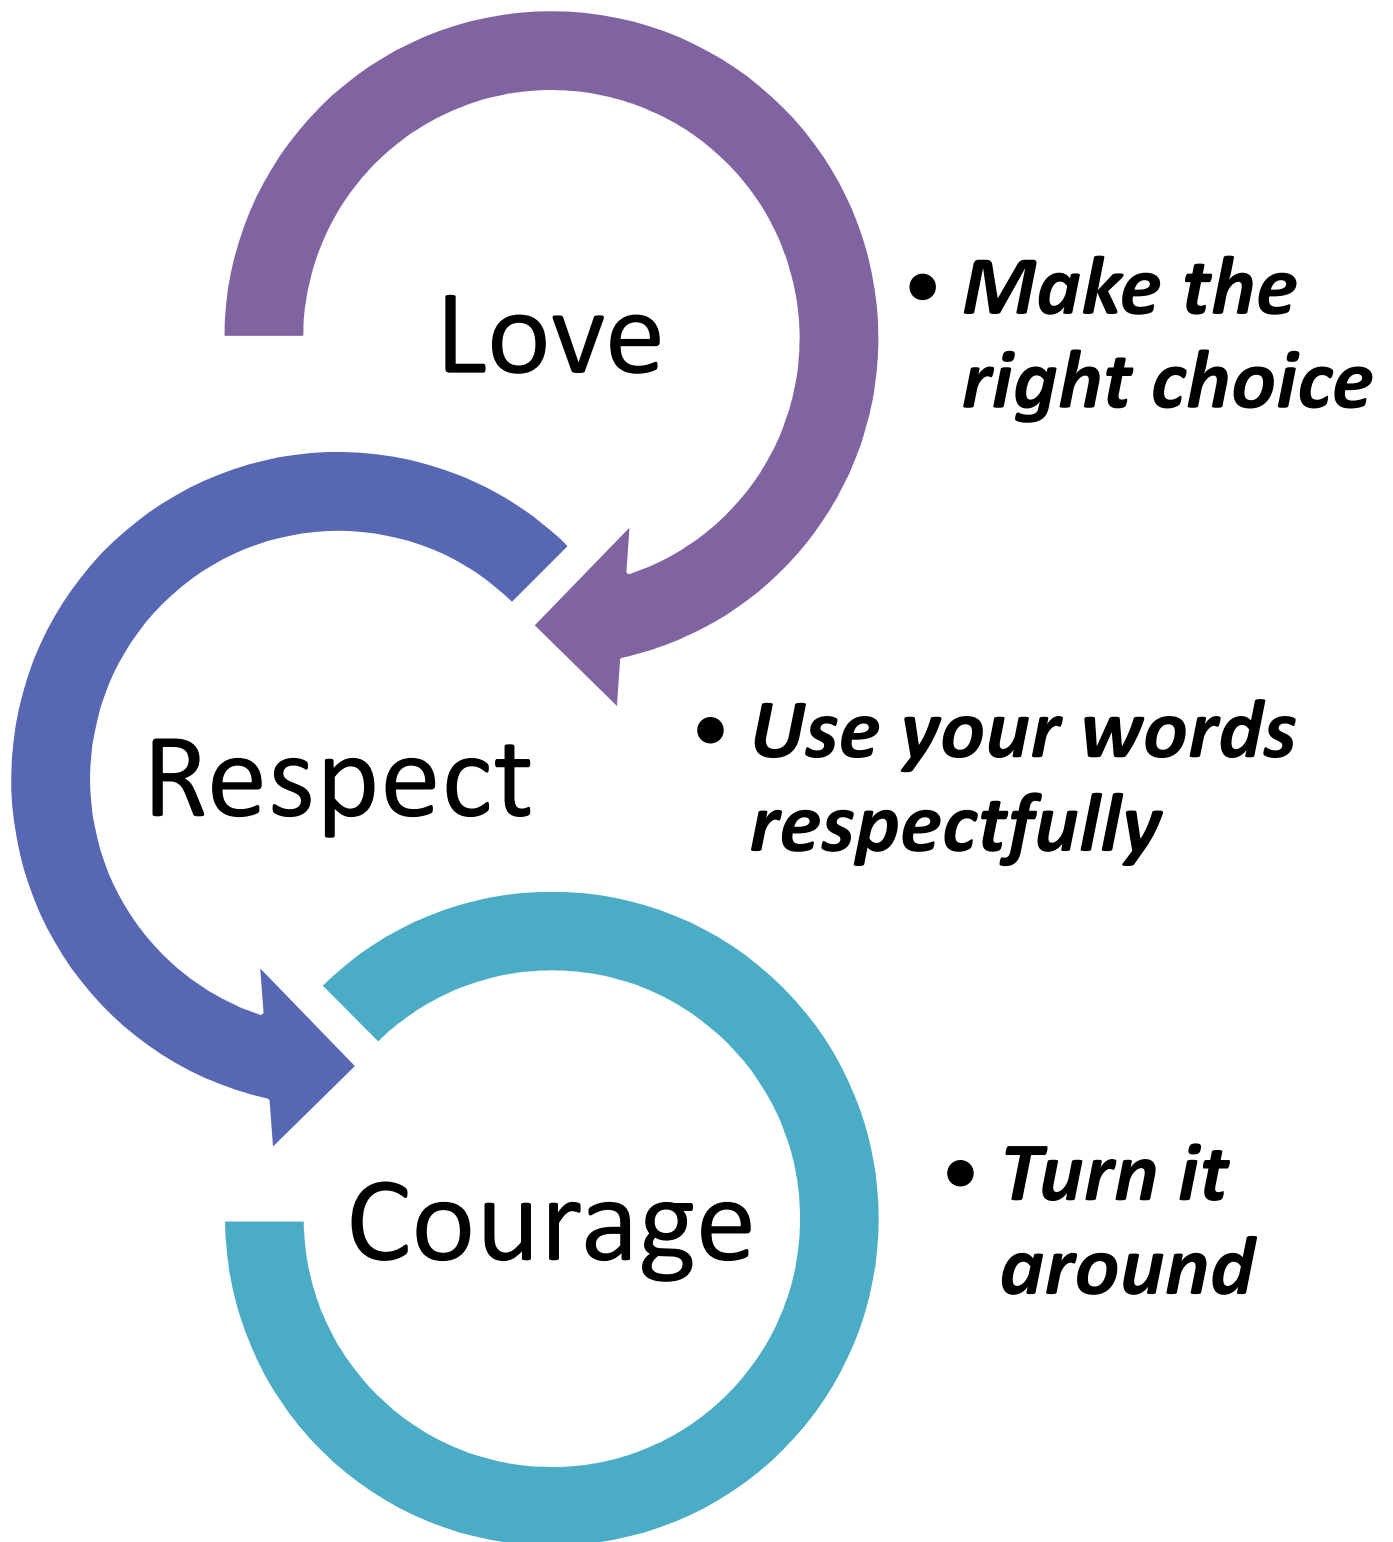 Love
• Make the
right choice
Respect
• Use your words
respectfully
Courage
• Turn it
around